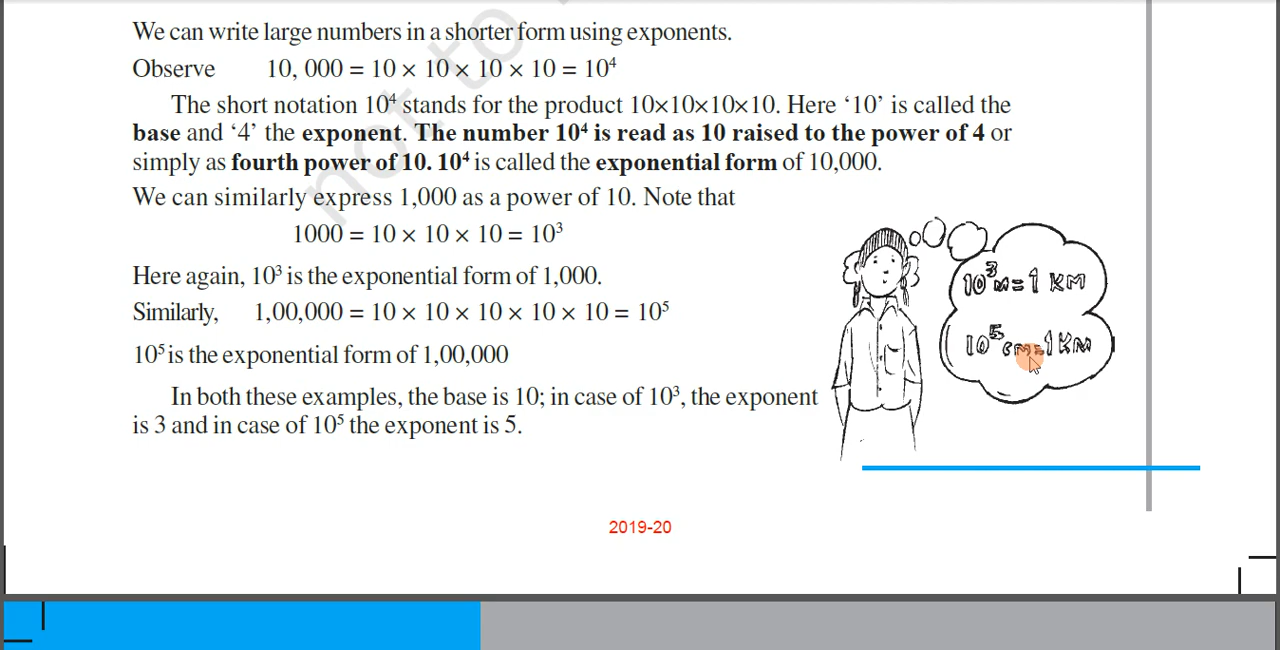 We can write large numbers in a shorter form using exponents.
Observe 10, 000 = 10 × 10 × 10 × 10 = 10⁴
The short notation 10⁴ stands for the product 10×10×10×10. Here ‘10’ is called the
base and ‘4’ the exponent. The number 10⁴ is read as 10 raised to the power of 4 or
simply as fourth power of 10. 10⁴ is called the exponential form of 10,000.
We can similarly express 1,000 as a power of 10. Note that
1000 = 10 × 10 × 10 = 10³
Here again, 10³ is the exponential form of 1,000.
Similarly, 1,00,000 = 10 × 10 × 10 × 10 × 10 = 10⁵
10⁵ is the exponential form of 1,00,000
In both these examples, the base is 10; in case of 10³, the exponent
is 3 and in case of 10⁵ the exponent is 5.
10³M=1 KM
10⁵cM=1KM
2019-20
not to